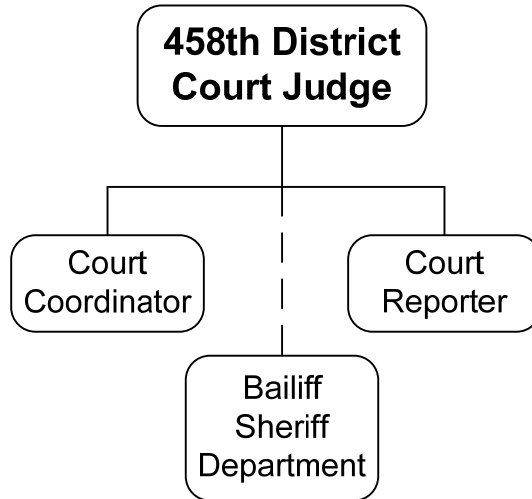 458th District
Court Judge
Court
Coordinator
Court
Reporter
Bailiff
Sheriff
Department